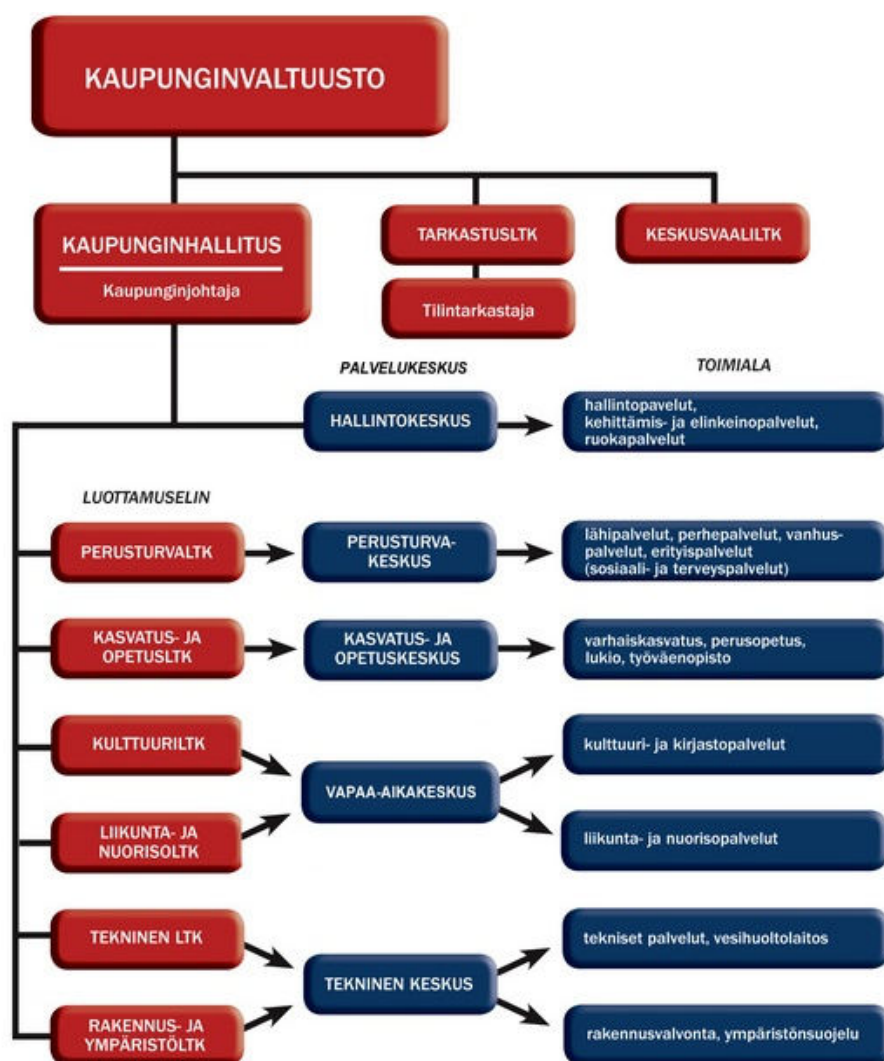 KAUPUNGINVALTUUSTO
KAUPUNGINHALLITUS
Kaupunginjohtaja
TARKASTUSLTK
Tilintarkastaja
KESKUSVAALILTK
PALVELUKESKUS
TOIMIALA
HALLINTOKESKUS
hallintopavelut,
kehittämis- ja elinkeinopalvelut,
ruokapalvelut
LUOTTAMUSELIN
PERUSTURVALTK
PERUSTURVA-
KESKUS
lähipalvelut, perhepalvelut, vanhus-
palvelut, erityispalvelut
(sosiaali- ja terveyspalvelut)
KASVATUS- JA
OPETUSLTK
KASVATUS- JA
OPETUSKESKUS
varhaiskasvatus, perusopetus,
lukio, työväenopisto
KULTTUURILTK
LIIKUNTA- JA
NUORISOLTK
VAPAA-AIKAKESKUS
kulttuuri- ja kirjastopalvelut
liikunta- ja nuorisopalvelut
TEKNINEN LTK
RAKENNUS- JA
YMPÄRISTÖLTK
TEKNINEN KESKUS
tekniset palvelut, vesihuoltolaitos
rakennusvalvonta, ympäristönsuojelu